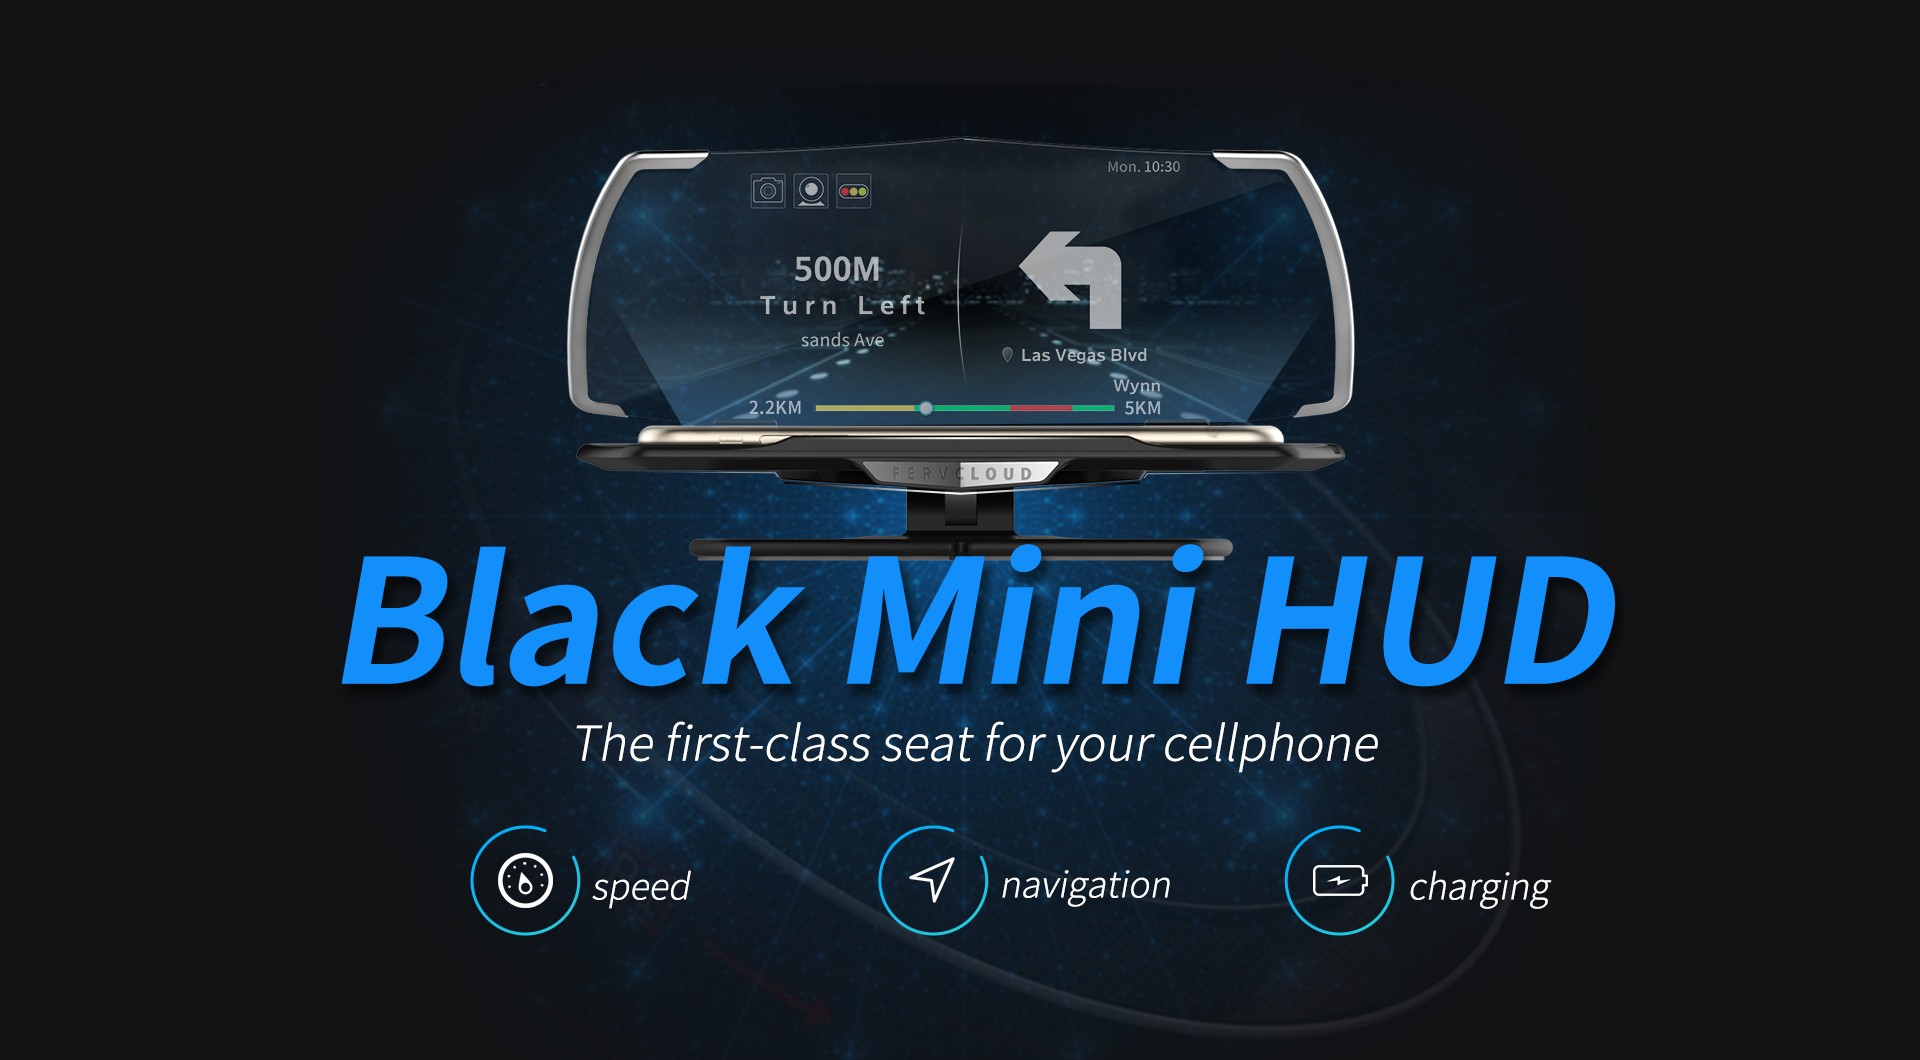 Mon. 10:30
500M
Turn Left
sands Ave
Las Vegas Blvd
Wynn
2.2KM
5KM
FERVCLOUD
Black Mini HUD
The first-class seat for your cellphone
speed
navigation
charging